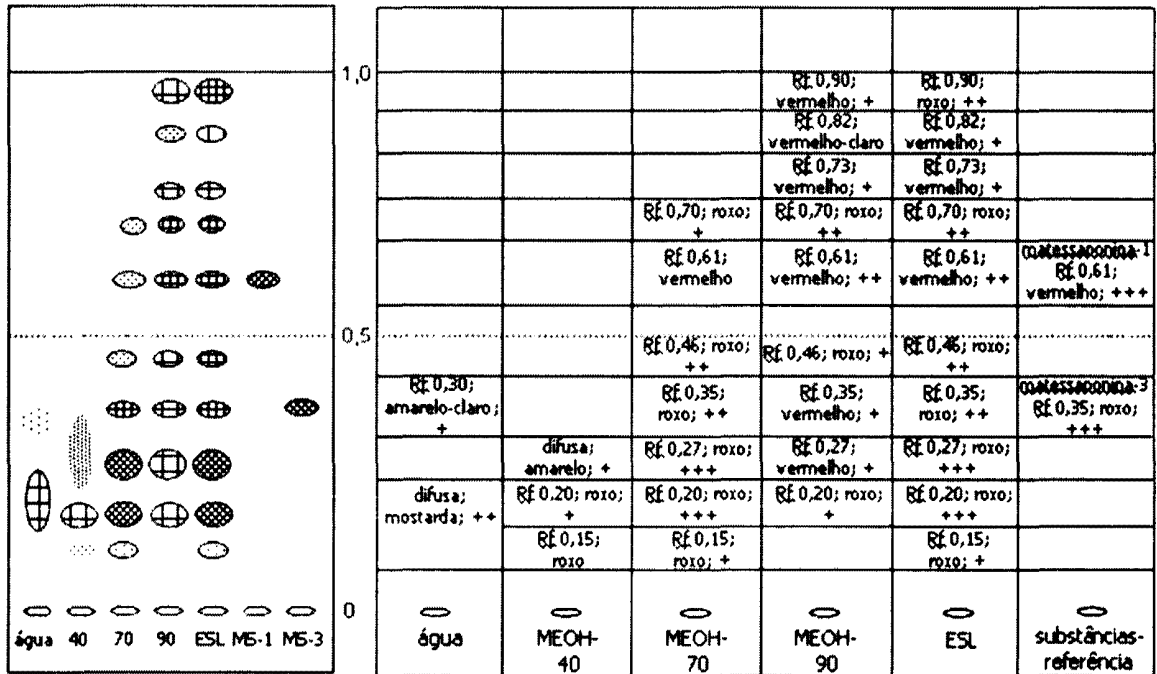 1,0
0,5
0
água 40 70 90 ESL MS-1 MS-3
Rf 0,90; vermelho; +
Rf 0,90; roxo; ++
Rf 0,82; vermelho-claro
Rf 0,82; vermelho; +
Rf 0,73; vermelho; +
Rf 0,73; vermelho; +
Rf 0,70; roxo; +
Rf 0,70; roxo; ++
Rf 0,70; roxo; ++
Rf 0,61; vermelho
Rf 0,61; vermelho; ++
Rf 0,61; vermelho; ++
matessaponina-1 Rf 0,61; vermelho; +++
Rf 0,46; roxo; ++
Rf 0,46; roxo; +
Rf 0,46; roxo; ++
Rf 0,30; amarelo-claro; +
Rf 0,35; roxo; ++
Rf 0,35; vermelho; +
Rf 0,35; roxo; ++
matessaponina-3 Rf 0,35; roxo; +++
difusa; amarelo; +
Rf 0,27; roxo; +++
Rf 0,27; vermelho; +
Rf 0,27; roxo; +++
difusa; mostarda; ++
Rf 0,20; roxo; +
Rf 0,20; roxo; +++
Rf 0,20; roxo; +
Rf 0,20; roxo; +++
Rf 0,15; roxo
Rf 0,15; roxo; +
Rf 0,15; roxo; +
água
MEOH-40
MEOH-70
MEOH-90
ESL
substâncias-referência